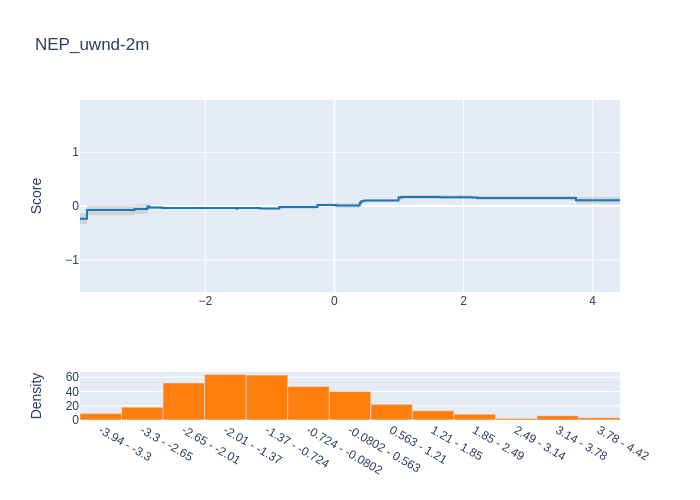 NEP_uwnd-2m
Score
1
0
−1
−2
0
2
4
Density
60
40
20
0
-3.94 - -3.3
-3.3 - -2.65
-2.65 - -2.01
-2.01 - -1.37
-1.37 - -0.724
-0.724 - -0.0802
-0.0802 - 0.563
0.563 - 1.21
1.21 - 1.85
1.85 - 2.49
2.49 - 3.14
3.14 - 3.78
3.78 - 4.42